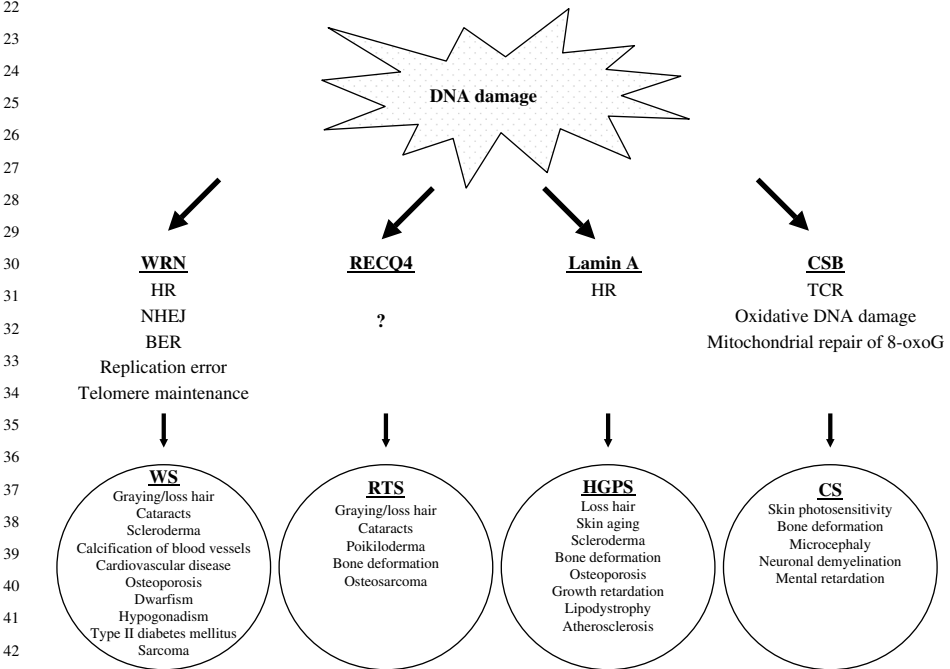 22
23
24
25
26
27
28
29
30
31
32
33
34
35
36
37
38
39
40
41
42
DNA damage
WRN
HR
NHEJ
BER
Replication error
Telomere maintenance
RECQ4
?
Lamin A
HR
CSB
TCR
Oxidative DNA damage
Mitochondrial repair of 8-oxoG
WS
Graying/loss hair
Cataracts
Scleroderma
Calcification of blood vessels
Cardiovascular disease
Osteoporosis
Dwarfism
Hypogonadism
Type II diabetes mellitus
Sarcoma
RTS
Graying/loss hair
Cataracts
Poikiloderma
Bone deformation
Osteosarcoma
HGPS
Loss hair
Skin aging
Scleroderma
Bone deformation
Osteoporosis
Growth retardation
Lipodystrophy
Atherosclerosis
CS
Skin photosensitivity
Bone deformation
Microcephaly
Neuronal demyelination
Mental retardation